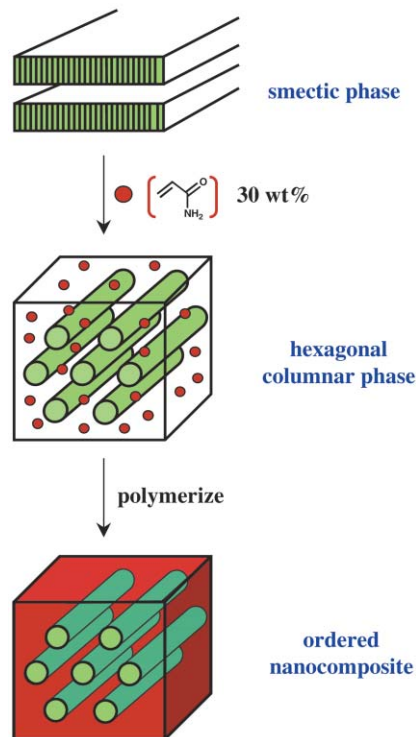 smectic phase
O
NH2
30 wt%
hexagonal
columnar phase
polymerize
ordered
nanocomposite